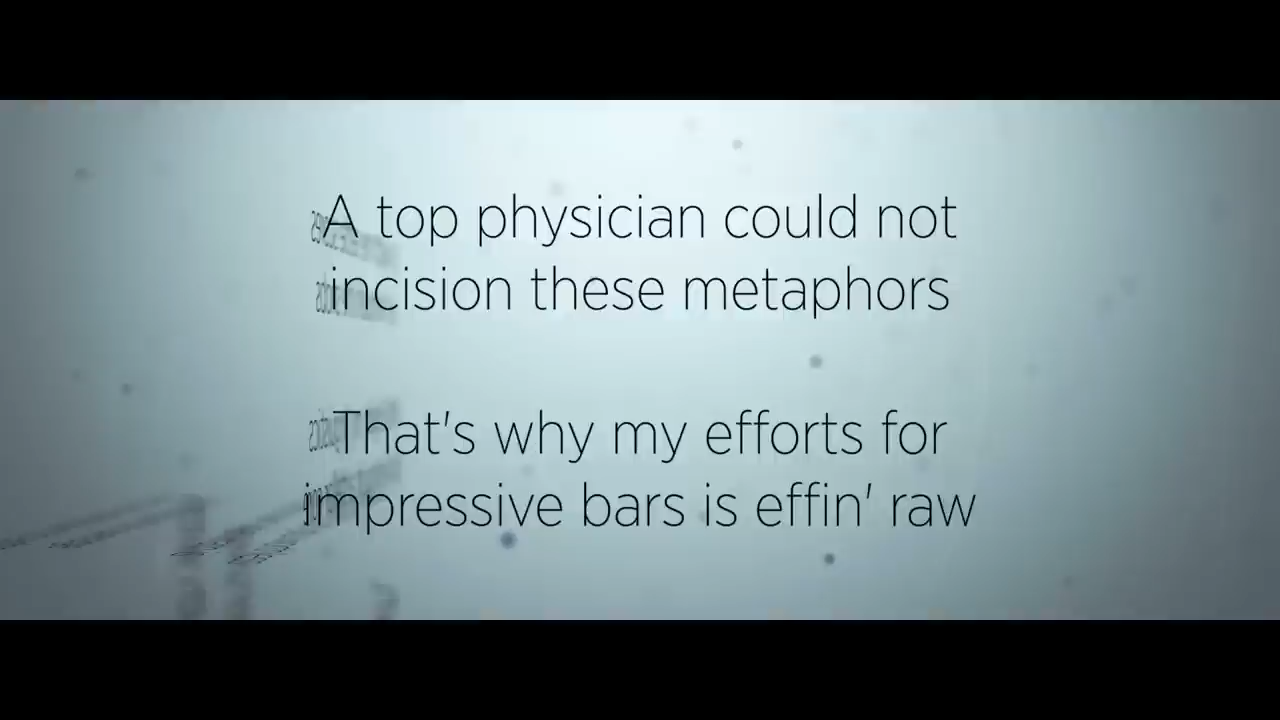 A top physician could not
incision these metaphors
That's why my efforts for
impressive bars is effin' raw